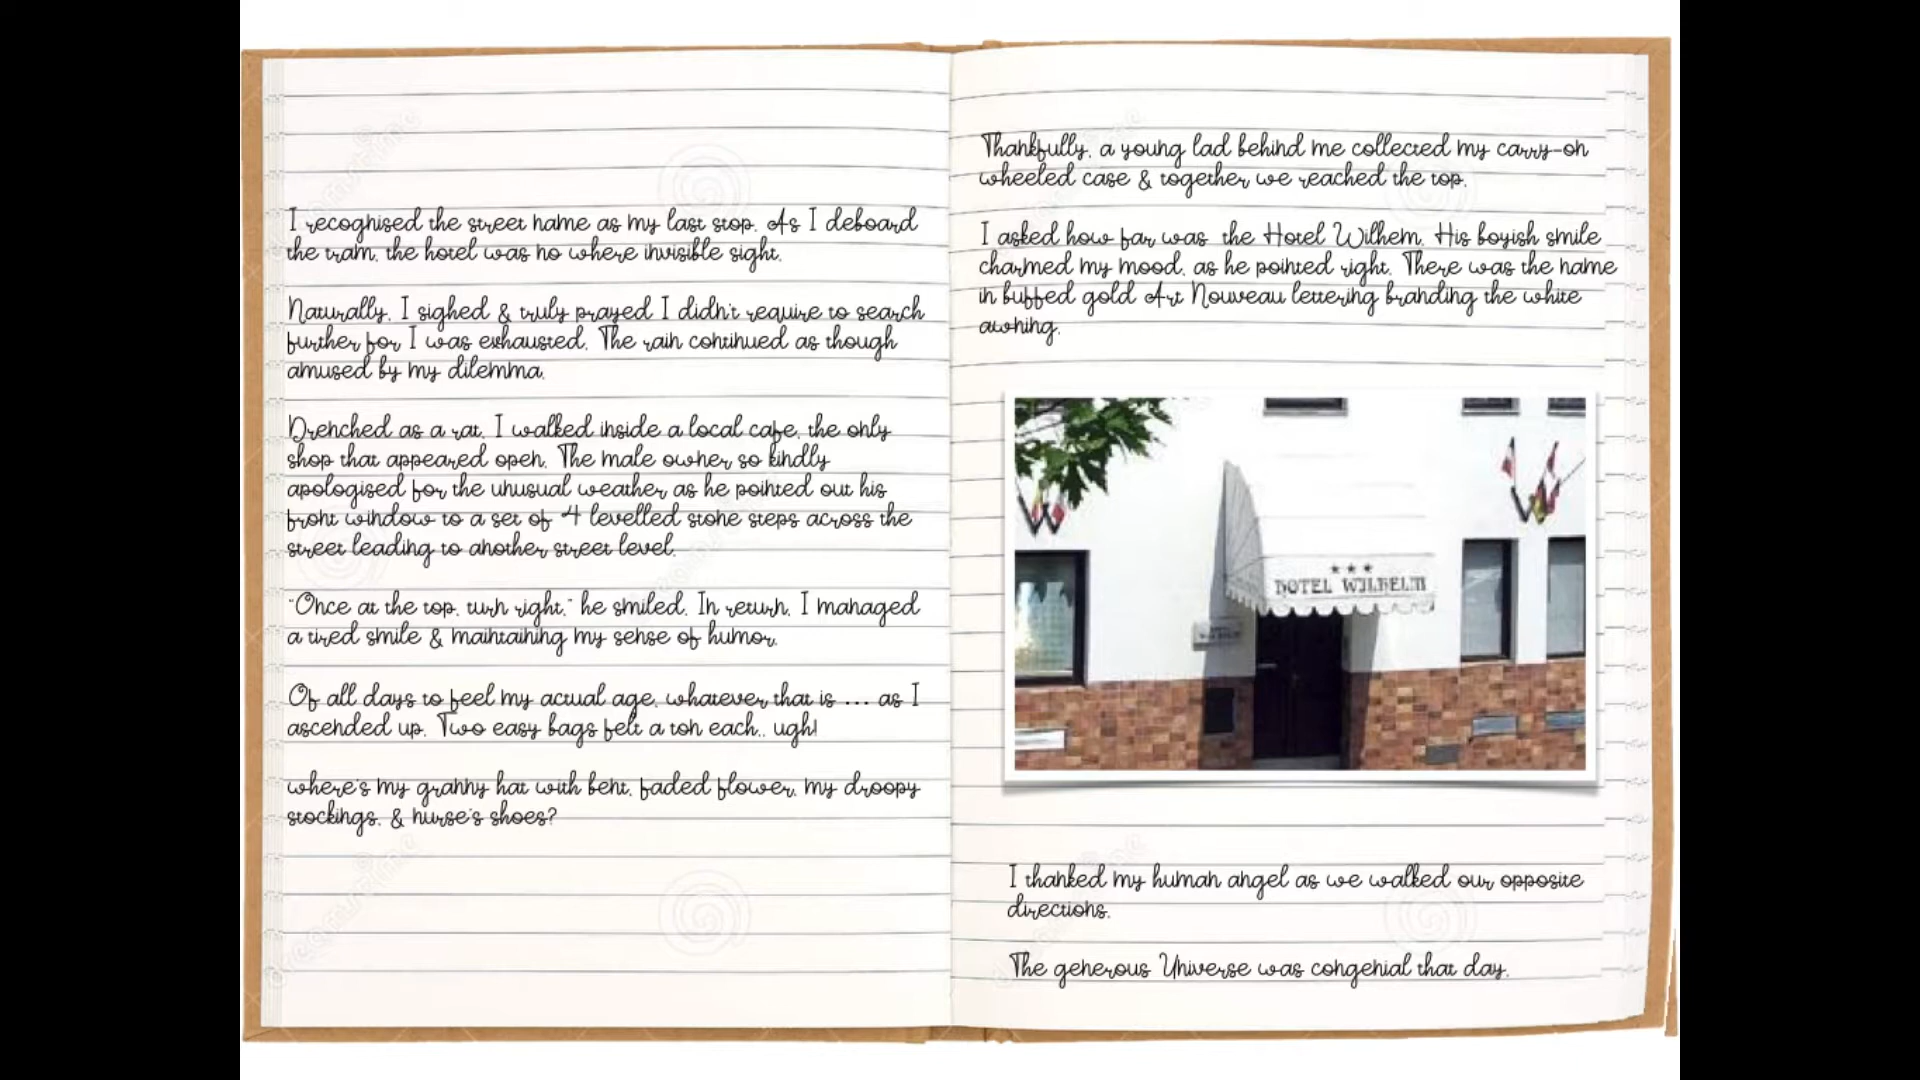 I recognised the street name as my last stop. As I deboard
the tram, the hotel was no where invisible sight.
Naturally, I sighed & truly prayed I didn't require to search
further for I was exhausted. The rain continued as though
amused by my dilemma.
Drenched as a rat, I walked inside a local cafe, the only
shop that appeared open. The male owner so kindly
apologised for the unusual weather as he pointed out his
front window to a set of 4 levelled stone steps across the
street leading to another street level.
"Once at the top, turn right," he smiled. In return, I managed
a tired smile & maintaining my sense of humor.
Of all days to feel my actual age, whatever that is ... as I
ascended up. Two easy bags felt a ton each.. ugh!
where's my granny hat with bent, faded flower, my droopy
stockings, & nurse's shoes?
Thankfully, a young lad behind me collected my carry-on
wheeled case & together we reached the top.
I asked how far was the Hotel Wilhem. His boyish smile
charmed my mood, as he pointed right. There was the name
in buffed gold Art Nouveau lettering branding the white
awning.
★★★
HOTEL WILHELM
I thanked my human angel as we walked our opposite
directions.
The generous Universe was congenial that day.
dreamstime